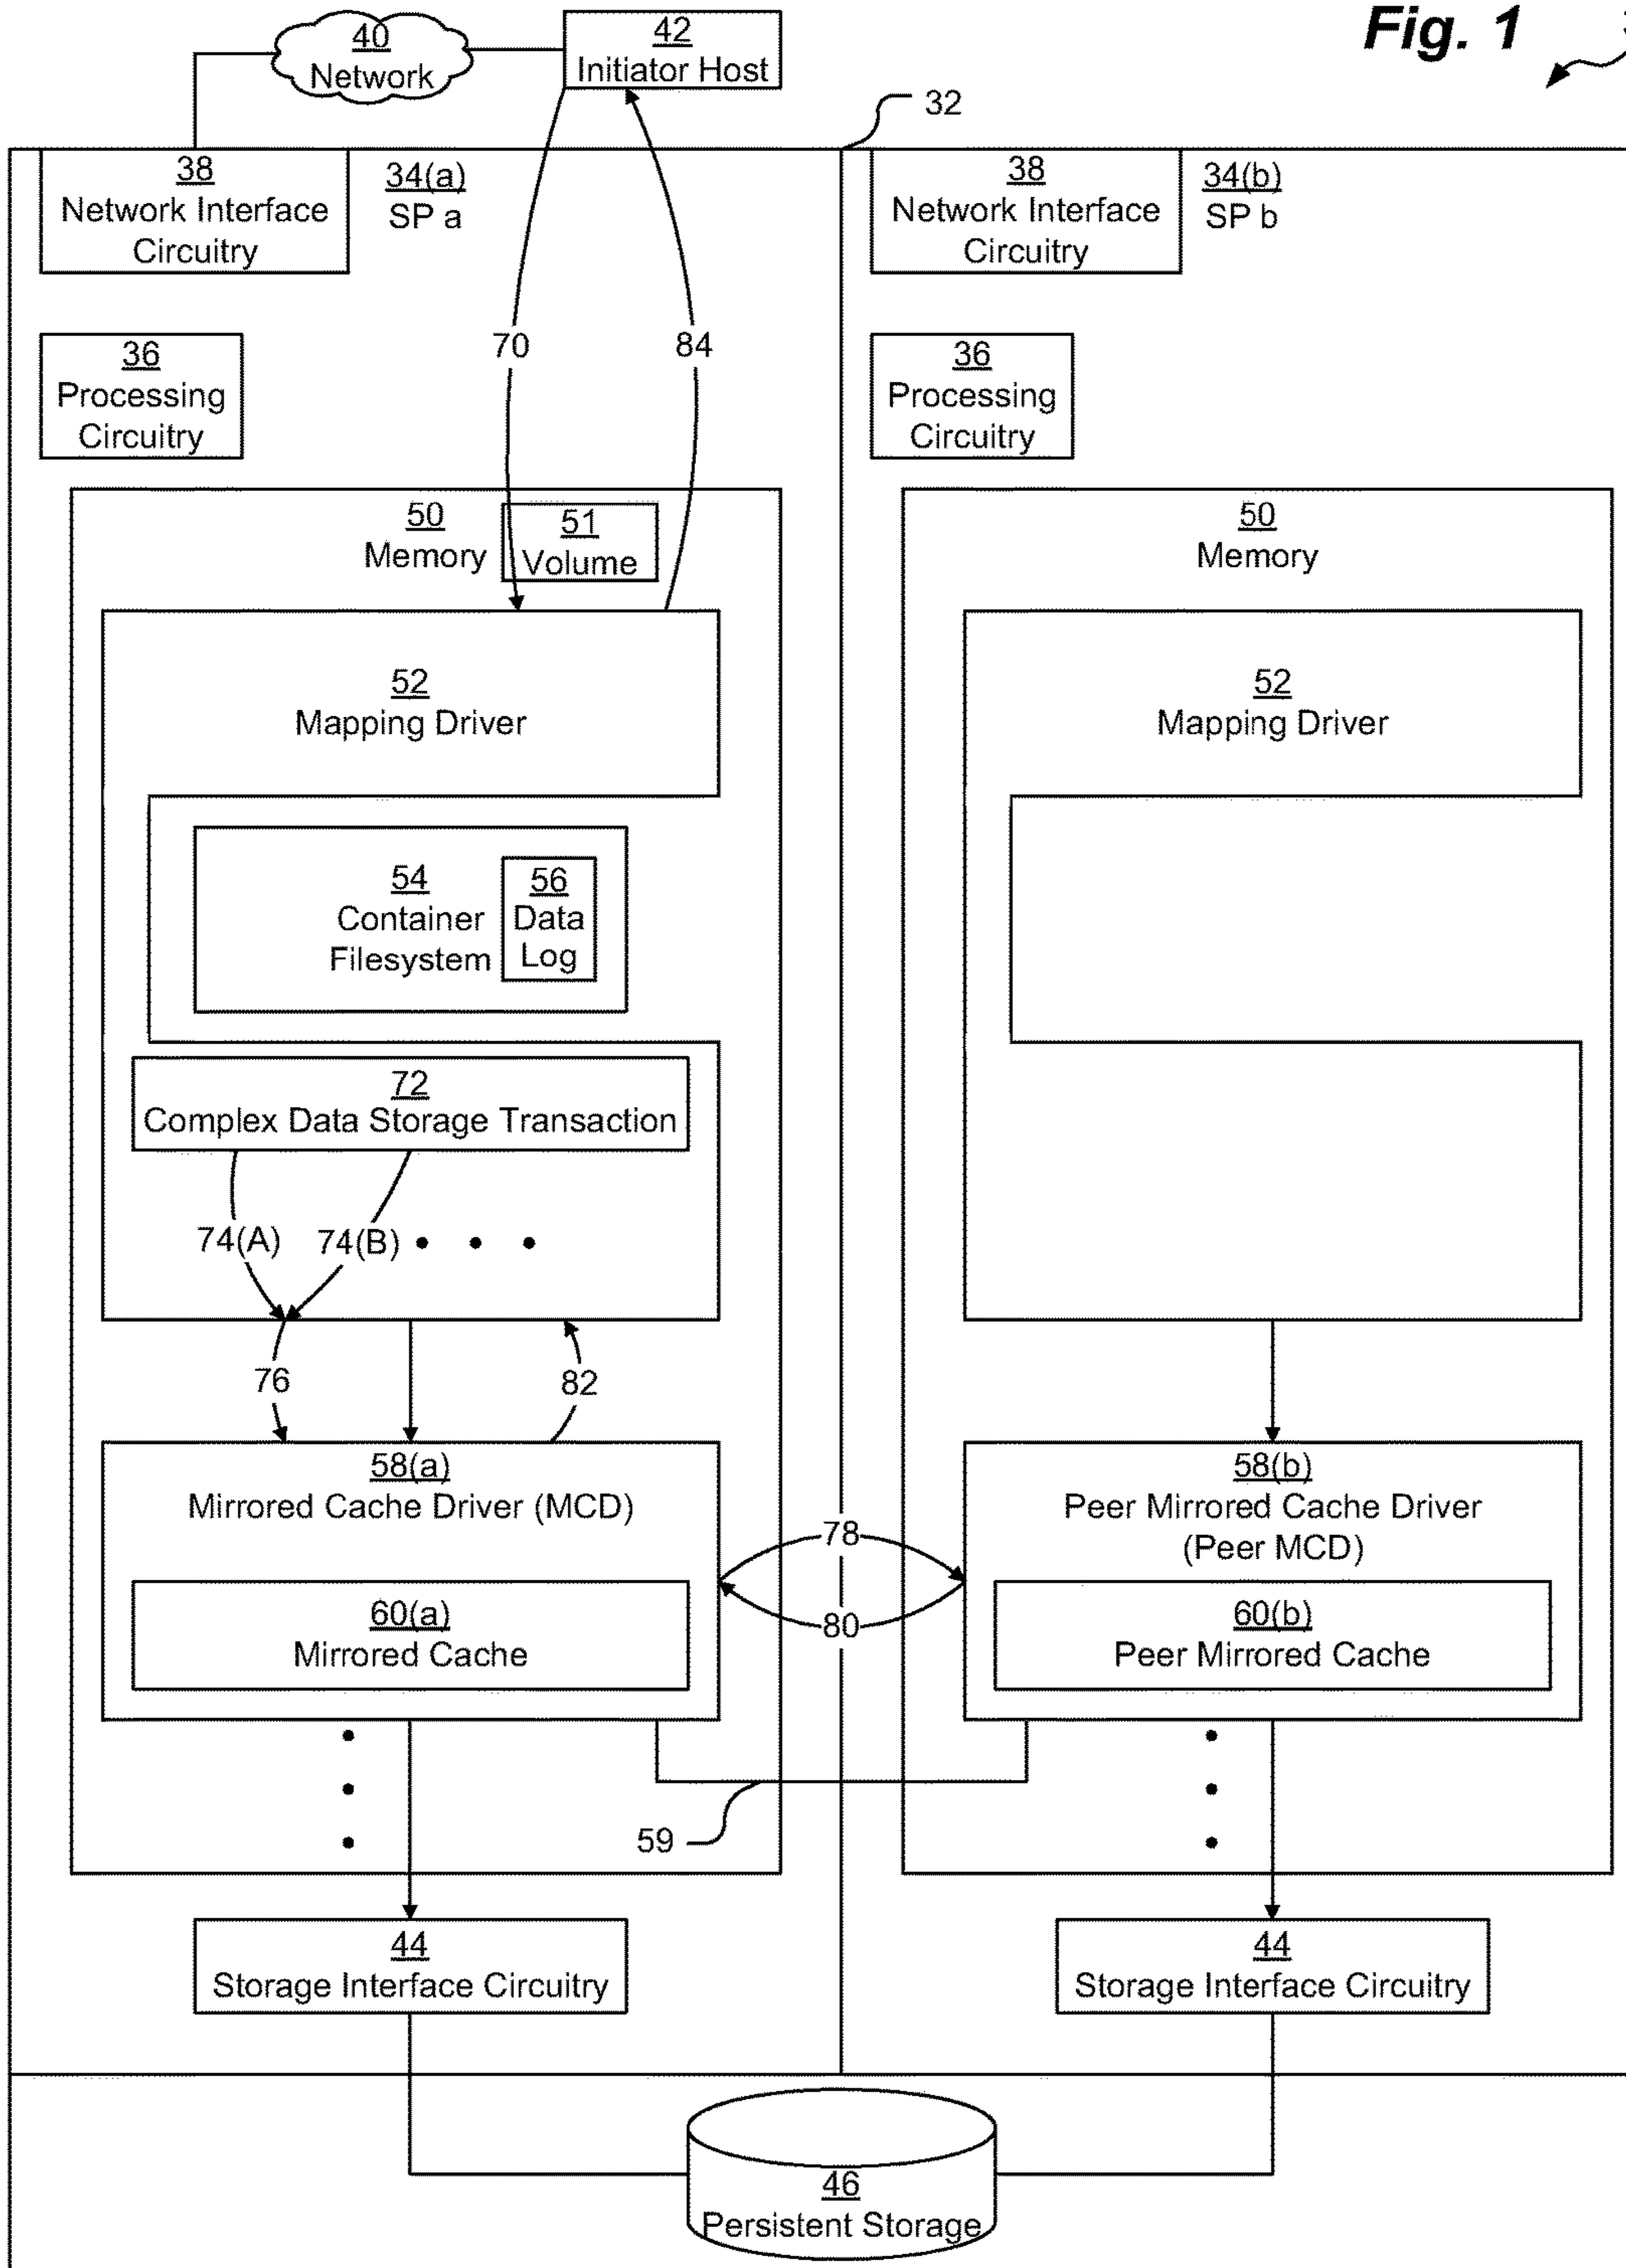 Fig. 1
40
Network
42
Initiator Host
32
38
Network Interface
Circuitry
34(a)
SP a
38
Network Interface
Circuitry
34(b)
SP b
36
Processing
Circuitry
70
84
36
Processing
Circuitry
50
Memory
51
Volume
50
Memory
52
Mapping Driver
52
Mapping Driver
54
Container
Filesystem
56
Data
Log
72
Complex Data Storage Transaction
74(A)
74(B)
76
82
58(a)
Mirrored Cache Driver (MCD)
58(b)
Peer Mirrored Cache Driver
(Peer MCD)
78
60(a)
Mirrored Cache
80
60(b)
Peer Mirrored Cache
59
44
Storage Interface Circuitry
44
Storage Interface Circuitry
46
Persistent Storage